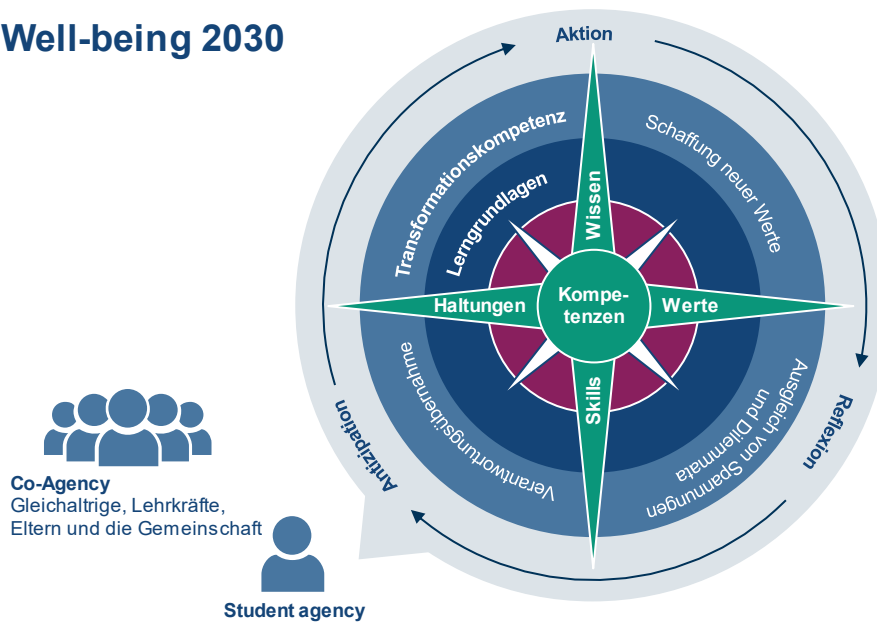 Well-being 2030
Aktion
Transformationskompetenz
Schaffung neuer Werte
Lerngrundlagen
Wissen
Haltungen
Kompe-
tenzen
Werte
Skills
Verantwortungsübernahme
Ausgleich von Spannungen
und Dilemmata
Antizipation
Reflexion
Co-Agency
Gleichaltrige, Lehrkräfte,
Eltern und die Gemeinschaft
Student agency